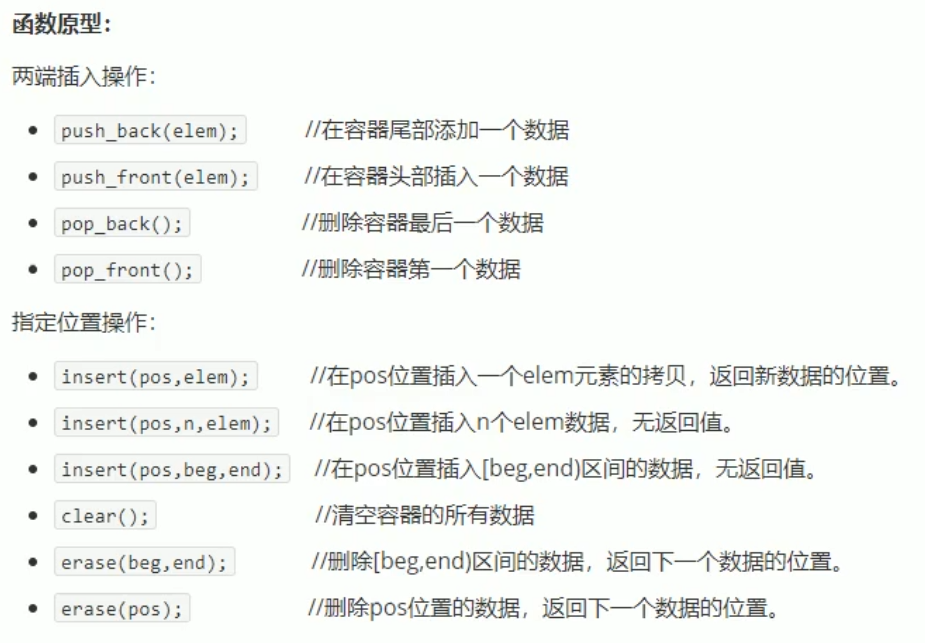 函数原型：
两端插入操作：
push_back(elem); //在容器尾部添加一个数据
push_front(elem); //在容器头部插入一个数据
pop_back(); //删除容器最后一个数据
pop_front(); //删除容器第一个数据
指定位置操作：
insert(pos,elem); //在pos位置插入一个elem元素的拷贝，返回新数据的位置。
insert(pos,n,elem); //在pos位置插入n个elem数据，无返回值。
insert(pos,beg,end); //在pos位置插入[beg,end)区间的数据，无返回值。
clear(); //清空容器的所有数据
erase(beg,end); //删除[beg,end)区间的数据，返回下一个数据的位置。
erase(pos); //删除pos位置的数据，返回下一个数据的位置。